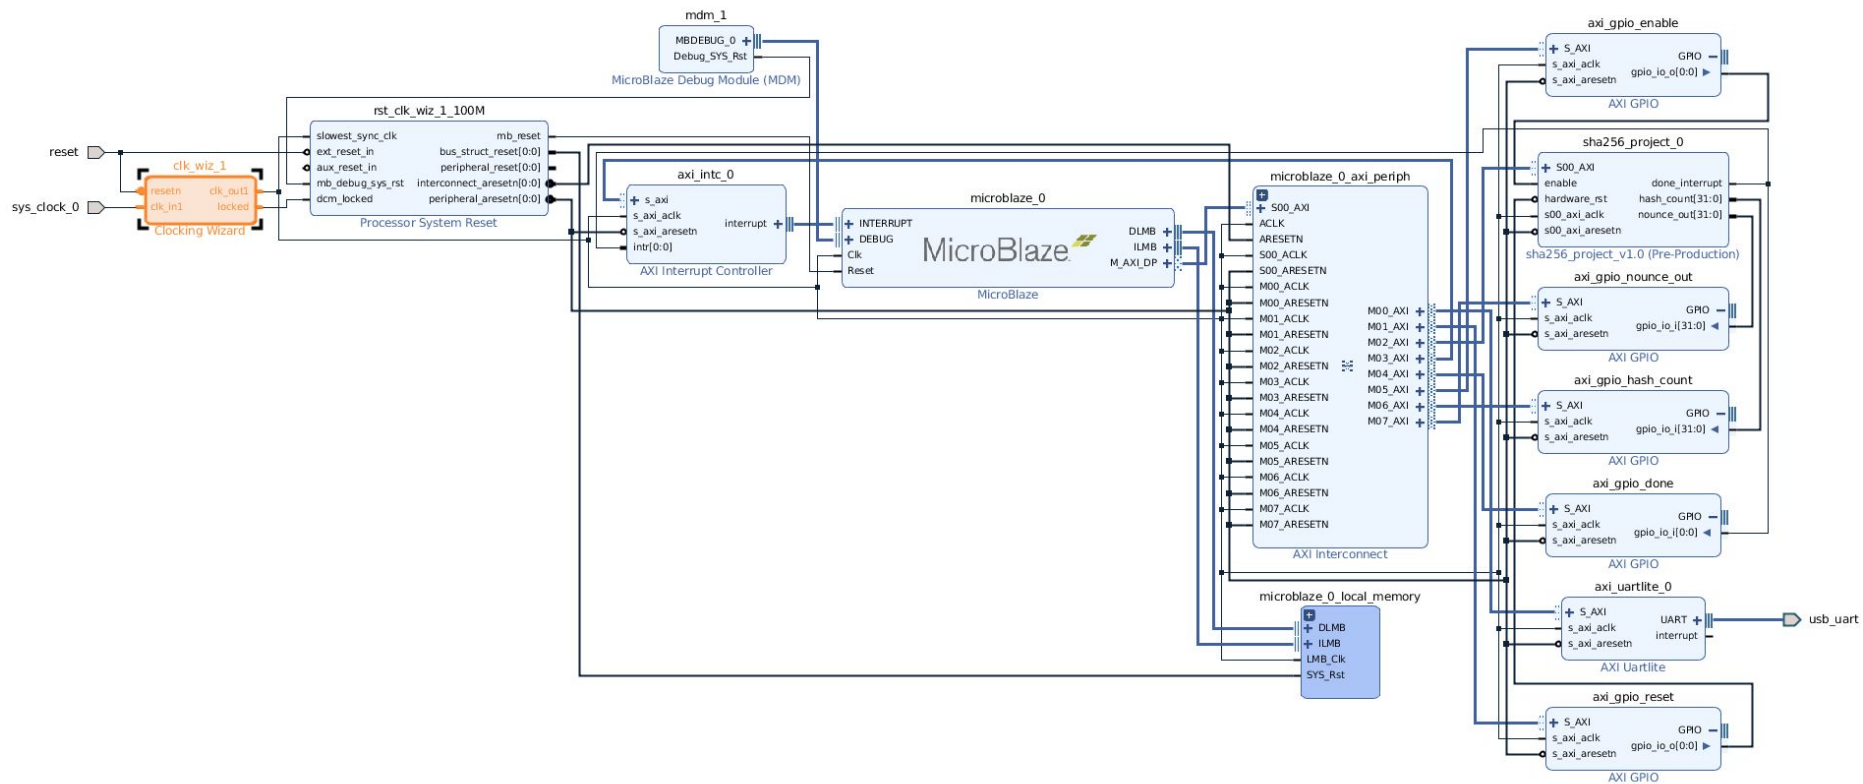 mdm_1
MBDEBUG_0
Debug_SYS_Rst
MicroBlaze Debug Module (MDM)
reset
sys_clock_0
clk_wiz_1
resetn clk_out1
clk_in1 locked
Clocking Wizard
rst_clk_wiz_1_100M
slowest_sync_clk mb_reset
ext_reset_in bus_struct_reset[0:0]
aux_reset_in peripheral_reset[0:0]
mb_debug_sys_rst interconnect_aresetn[0:0]
dcm_locked peripheral_aresetn[0:0]
Processor System Reset
axi_intc_0
s_axi
s_axi_aclk
s_axi_aresetn interrupt
intr[0:0]
AXI Interrupt Controller
microblaze_0
INTERRUPT
DEBUG
Clk
Reset
MicroBlaze
DLMB
ILMB
M_AXI_DP
MicroBlaze
microblaze_0_axi_periph
S00_AXI
ACLK
ARESETN
S00_ACLK
S00_ARESETN
M00_ACLK
M00_ARESETN
M01_ACLK
M01_ARESETN
M02_ACLK
M02_ARESETN
M03_ACLK
M03_ARESETN
M04_ACLK
M04_ARESETN
M05_ACLK
M05_ARESETN
M06_ACLK
M06_ARESETN
M07_ACLK
M07_ARESETN
M00_AXI
M01_AXI
M02_AXI
M03_AXI
M04_AXI
M05_AXI
M06_AXI
M07_AXI
AXI Interconnect
microblaze_0_local_memory
DLMB
ILMB
LMB_Clk
SYS_Rst
axi_gpio_enable
S_AXI
s_axi_aclk
s_axi_aresetn
GPIO
gpio_io_o[0:0]
AXI GPIO
sha256_project_0
S00_AXI
enable
hardware_rst
s00_axi_aclk
s00_axi_aresetn
done_interrupt
hash_count[31:0]
nounce_out[31:0]
sha256_project_v1.0 (Pre-Production)
axi_gpio_nounce_out
S_AXI
s_axi_aclk
s_axi_aresetn
GPIO
gpio_io_i[31:0]
AXI GPIO
axi_gpio_hash_count
S_AXI
s_axi_aclk
s_axi_aresetn
GPIO
gpio_io_i[31:0]
AXI GPIO
axi_gpio_done
S_AXI
s_axi_aclk
s_axi_aresetn
GPIO
gpio_io_i[0:0]
AXI GPIO
axi_uartlite_0
S_AXI
s_axi_aclk
s_axi_aresetn
UART
interrupt
AXI Uartlite
usb_uart
axi_gpio_reset
S_AXI
s_axi_aclk
s_axi_aresetn
GPIO
gpio_io_o[0:0]
AXI GPIO